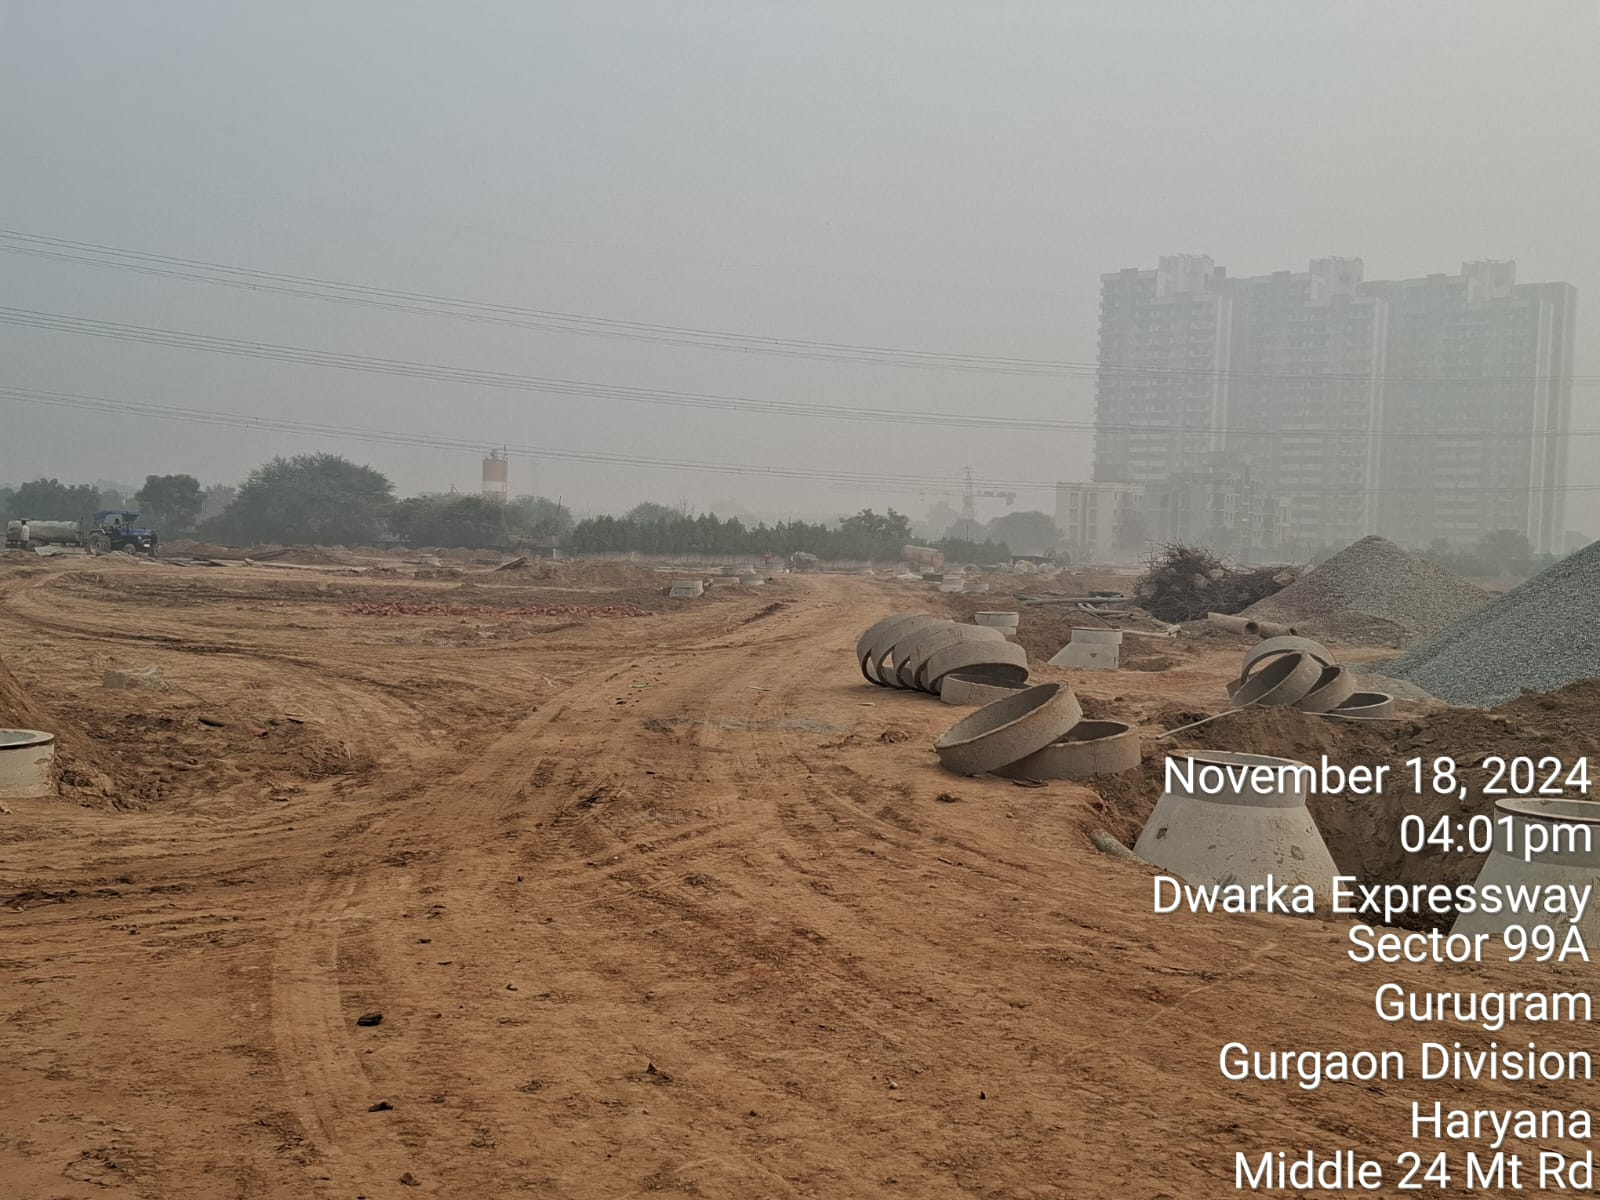 November 18, 2024
04:01pm
Dwarka Expressway
Sector 99A
Gurugram
Gurgaon Division
Haryana
Middle 24 Mt Rd